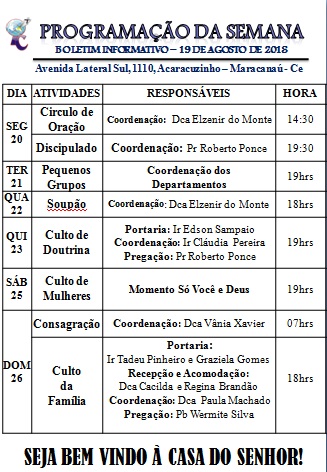 PROGRAMAÇÃO DA SEMANA
BOLETIM INFORMATIVO – 19 DE AGOSTO DE 2018
Avenida Lateral Sul, 1110, Acaracuzinho – Maracanaú - Ce
DIA ATIVIDADES RESPONSÁVEIS HORA
SEG 20
Circulo de Oração
Coordenação: Dca Elzenir do Monte
14:30
Discipulado
Coordenação: Pr Roberto Ponce
19:30
TER 21
Pequenos Grupos
Coordenação dos Departamentos
19hrs
QUA 22
Soupão
Coordenação: Dca Elzenir do Monte
18hrs
QUI 23
Culto de Doutrina
Portaria: Ir Edson Sampaio
Coordenação: Ir Cláudia Pereira
Pregação: Pr Roberto Ponce
19hrs
SÁB 25
Culto de Mulheres
Momento Só Você e Deus
19hrs
DOM 26
Consagração
Coordenação: Dca Vânia Xavier
07hrs
Culto da Família
Portaria:
Ir Tadeu Pinheiro e Graziela Gomes
Recepção e Acomodação:
Dca Cacilda e Regina Brandão
Coordenação: Dca Paula Machado
Pregação: Pb Wermite Silva
18hrs
SEJA BEM VINDO À CASA DO SENHOR!